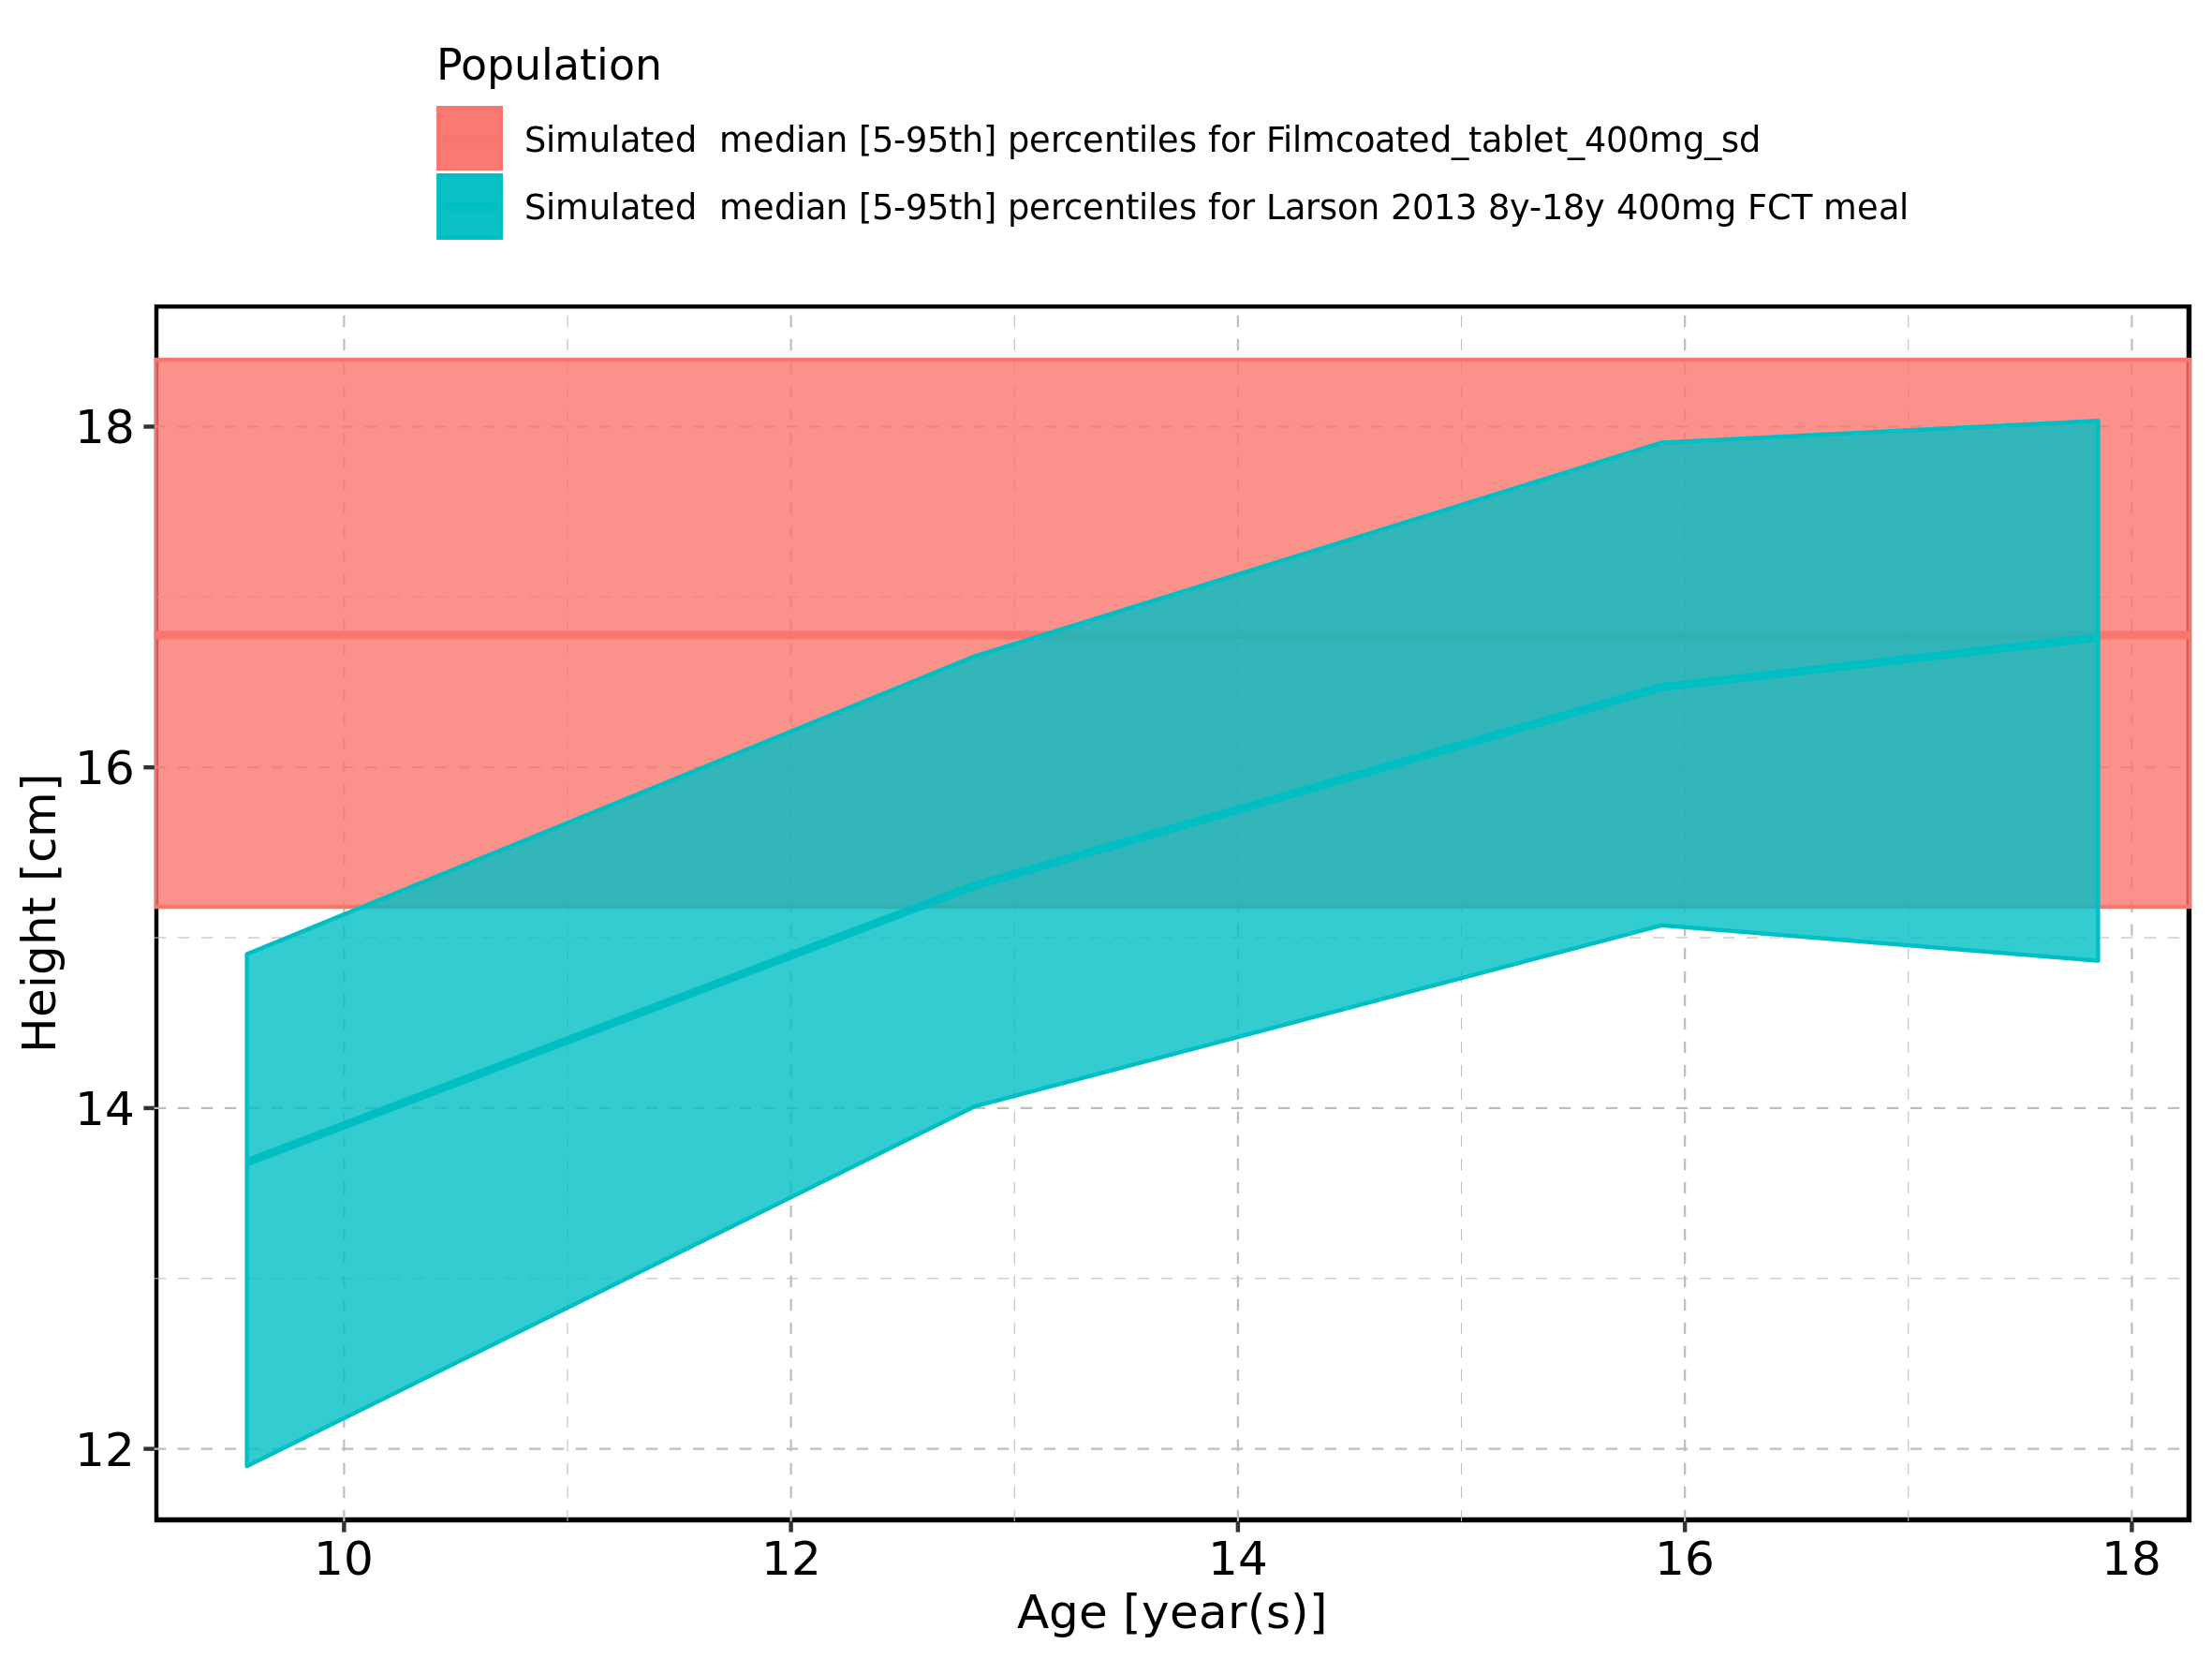 Population
Simulated  median [5-95th] percentiles for Filmcoated_tablet_400mg_sd
Simulated  median [5-95th] percentiles for Larson 2013 8y-18y 400mg FCT meal
18
16
14
12
Height [cm]
10 12 14 16 18
Age [year(s)]